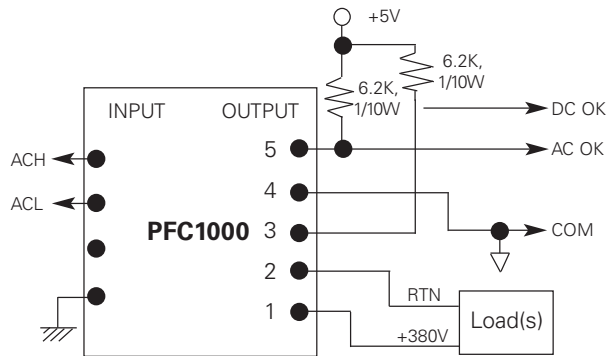 +5V
6.2K,
1/10W
6.2K,
1/10W
INPUT
OUTPUT
DC OK
5
AC OK
ACH
4
ACL
PFC1000
3
COM
2
RTN
1
+380V
Load(s)